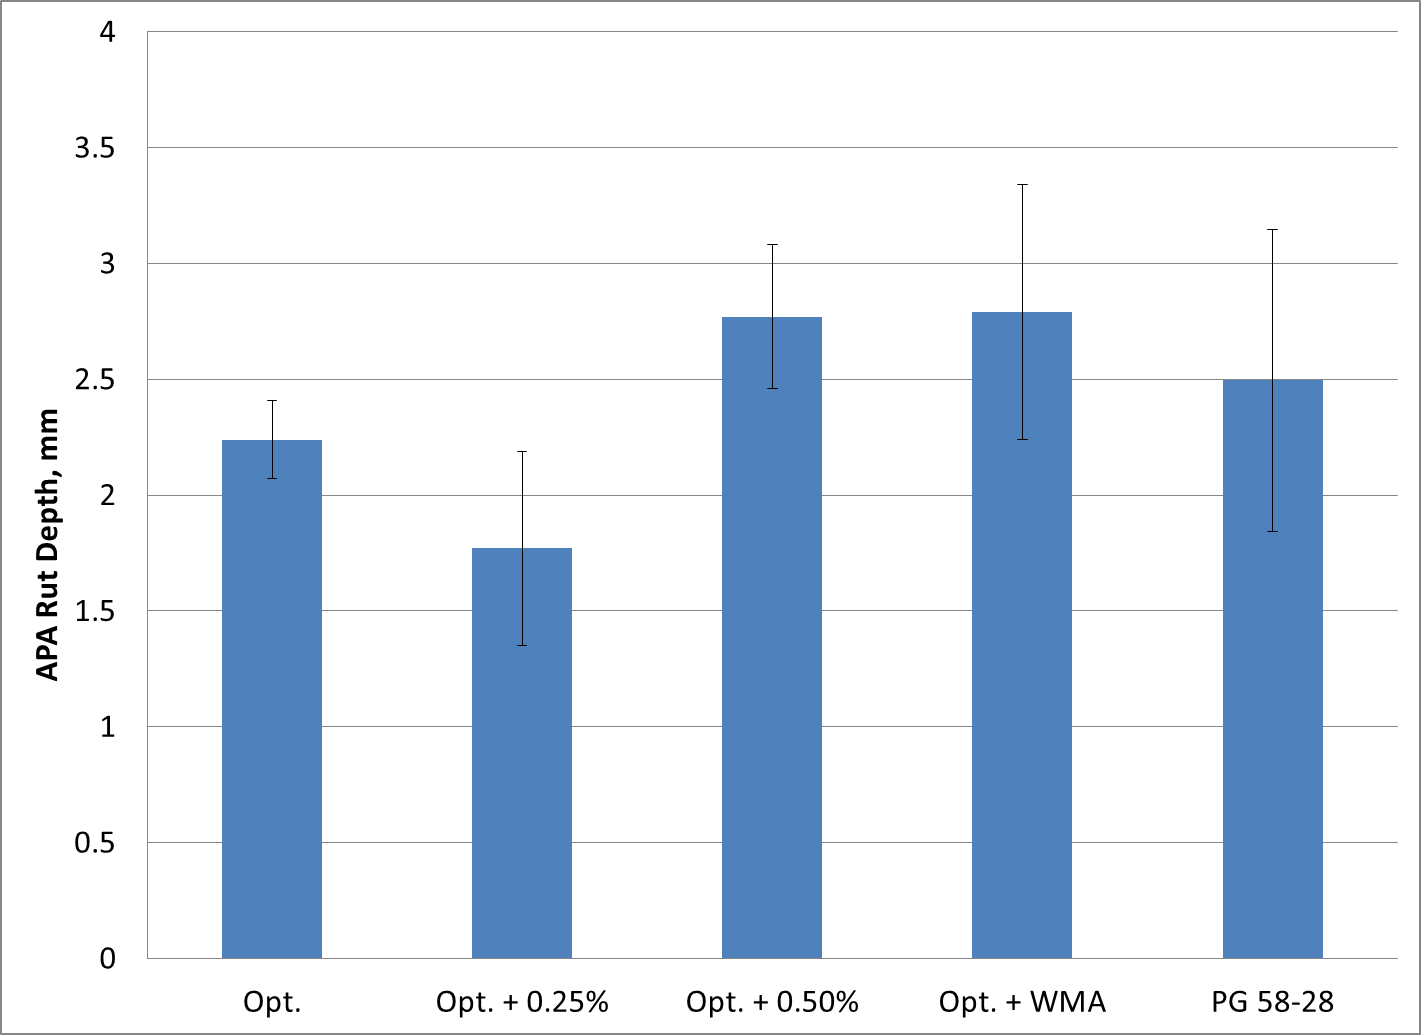 4
3.5
3
2.5
2
1.5
1
0.5
0
APA Rut Depth, mm
Opt.
Opt. + 0.25%
Opt. + 0.50%
Opt. + WMA
PG 58-28